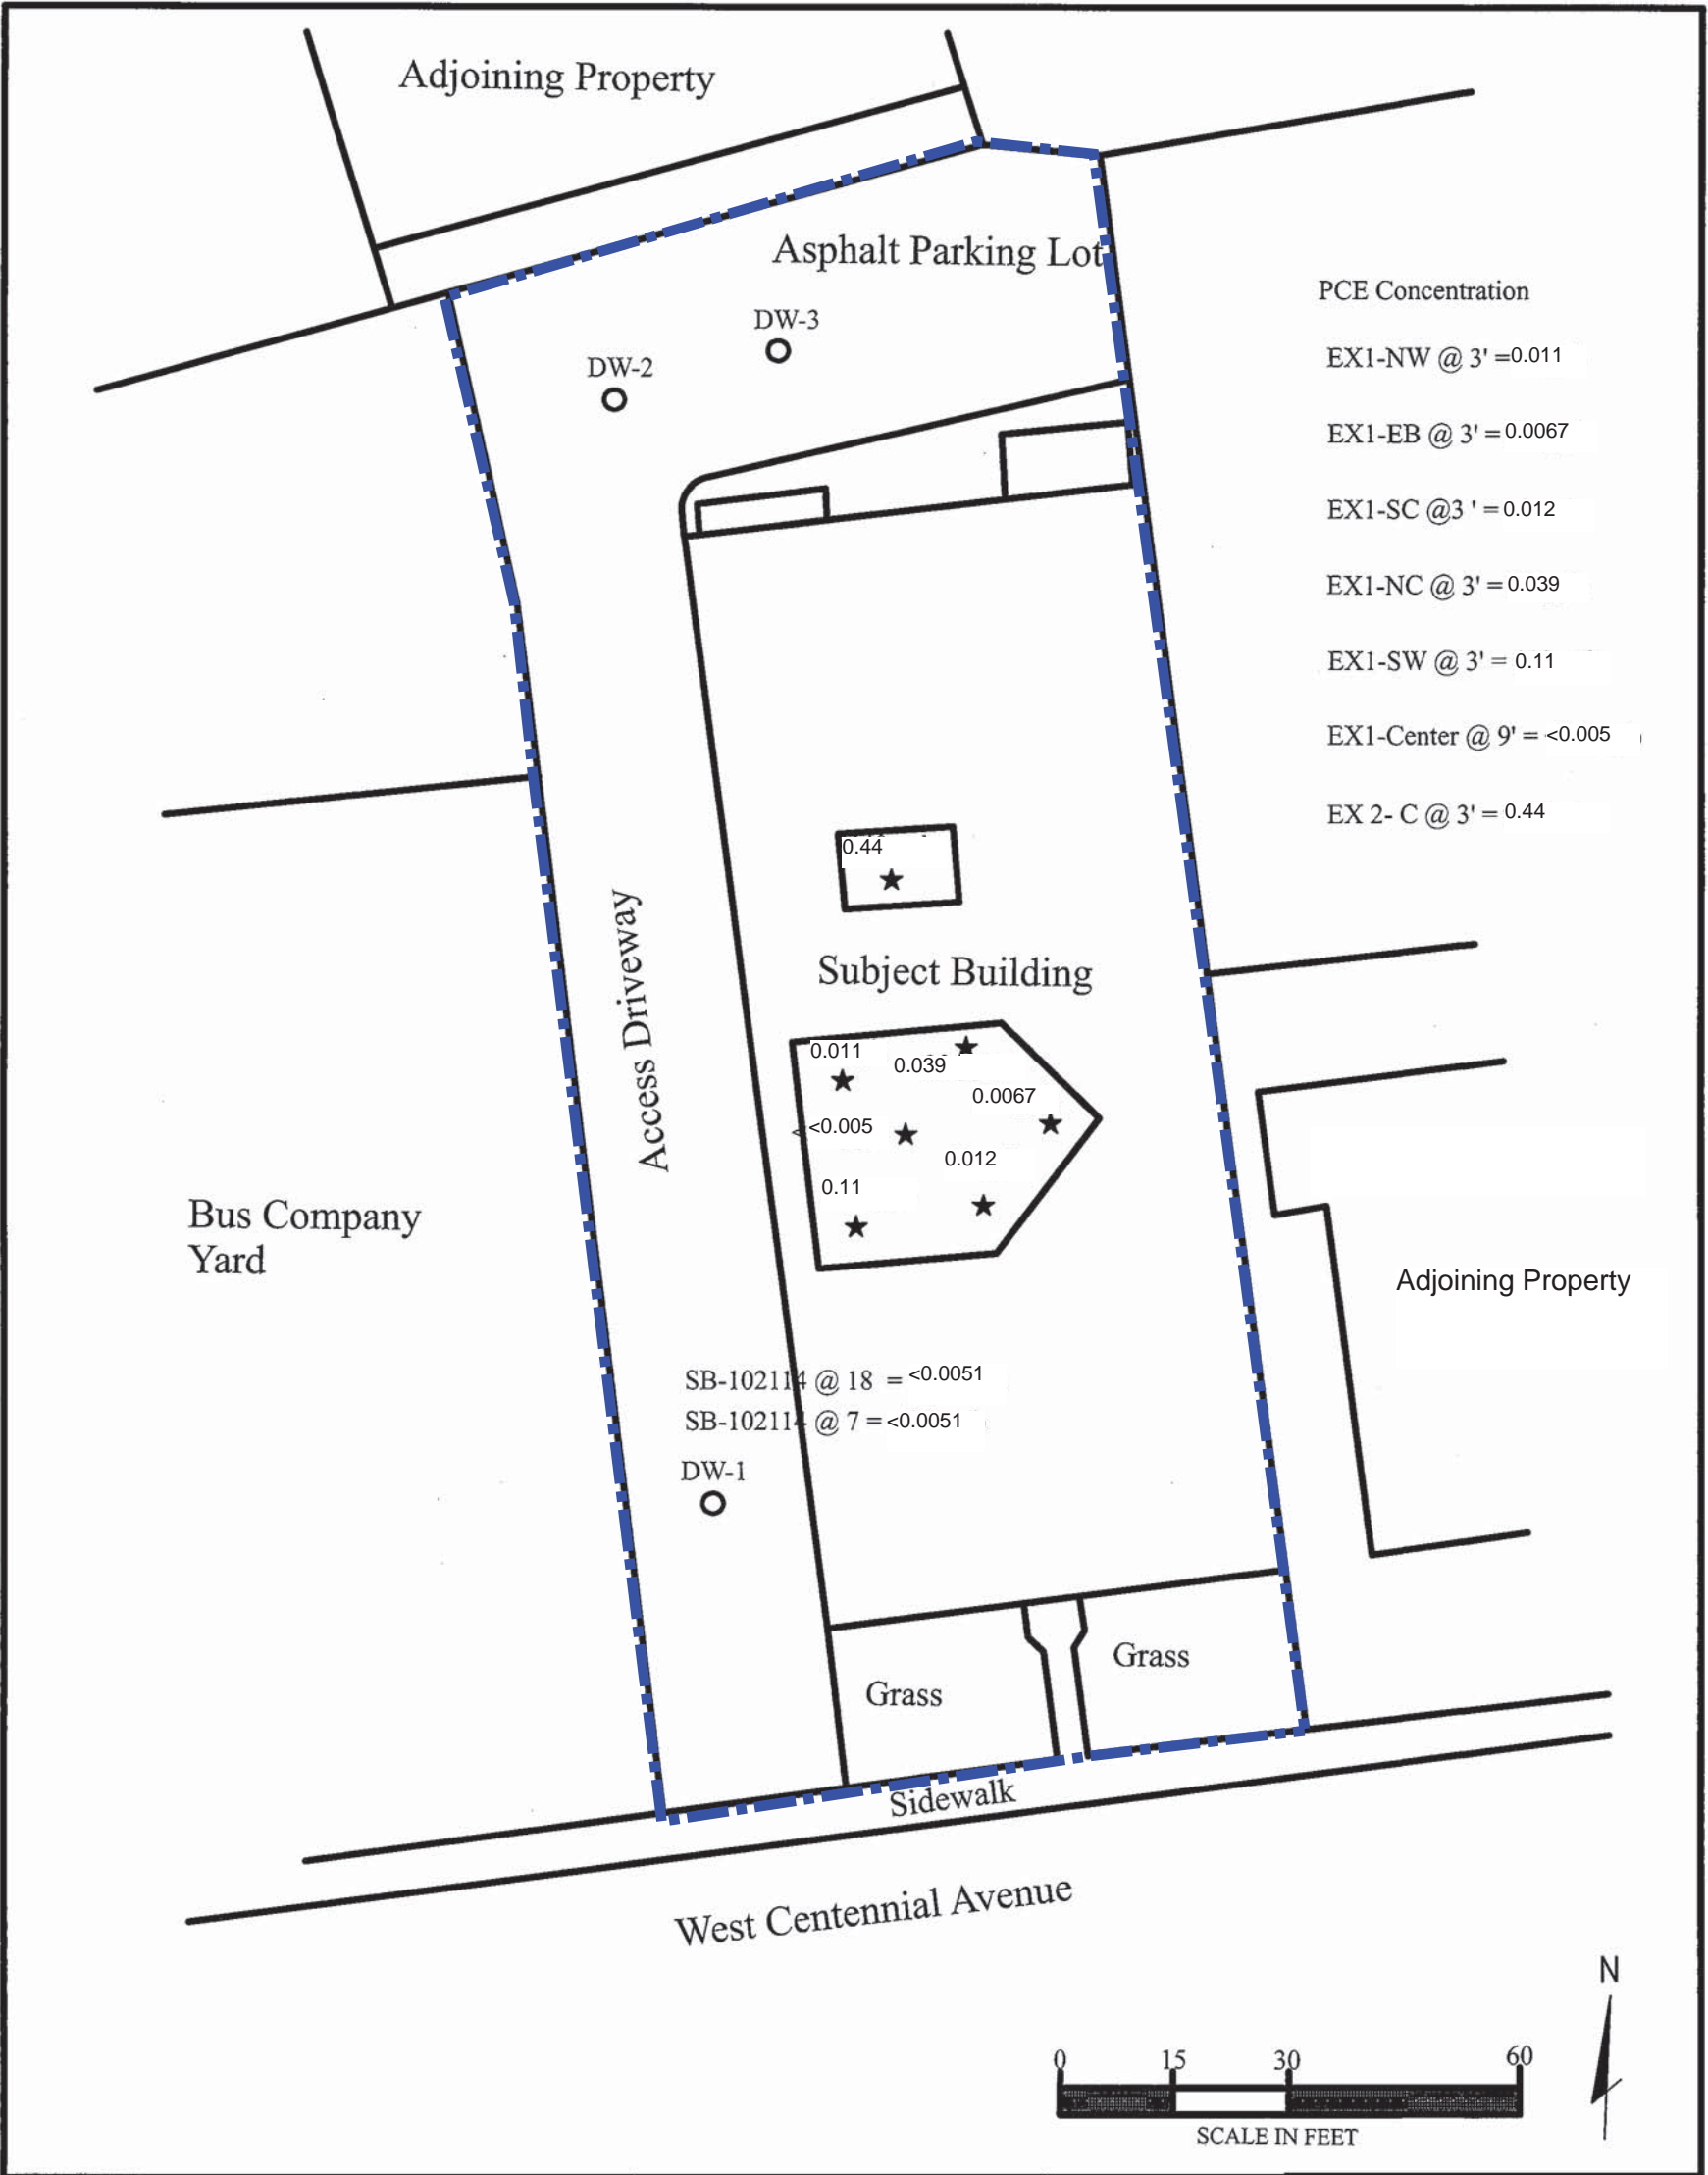 Adjoining Property
Asphalt Parking Lot
DW-3
DW-2
PCE Concentration
EX1-NW @ 3' =0.011
EX1-EB @ 3' = 0.0067
EX1-SC @3 ' = 0.012
EX1-NC @ 3' = 0.039
EX1-SW @ 3' = 0.11
EX1-Center @ 9' = <0.005
EX 2- C @ 3' = 0.44
0.44
Subject Building
Access Driveway
0.011
0.039
0.0067
<0.005
0.012
0.11
Bus Company
Yard
Adjoining Property
SB-102114 @ 18 = <0.0051
SB-102114 @ 7 = <0.0051
DW-1
Grass
Grass
Sidewalk
West Centennial Avenue
N
0 15 30 60
SCALE IN FEET